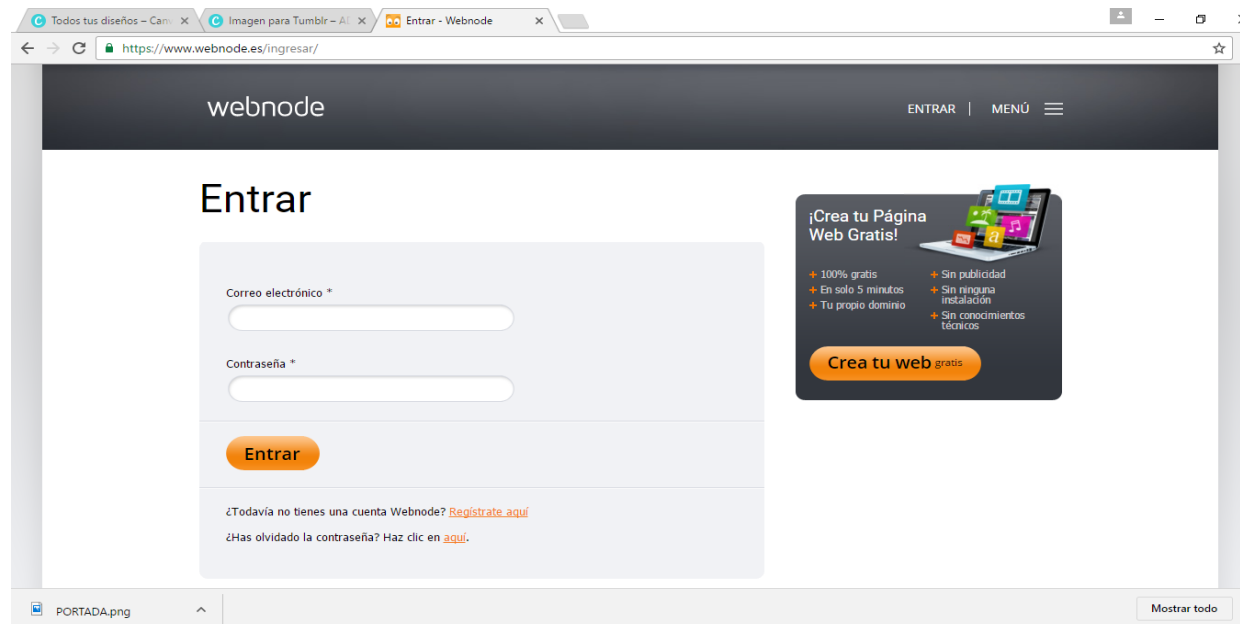 Todos tus diseños – Canv
Imagen para Tumblr – AL
Entrar - Webnode
https://www.webnode.es/ingresar/
webnode
ENTRAR | MENÚ
Entrar
Correo electrónico *
Contraseña *
Entrar
¿Todavía no tienes una cuenta Webnode? Regístrate aquí
¿Has olvidado la contraseña? Haz clic en aquí.
¡Crea tu Página
Web Gratis!
+ 100% gratis
+ En solo 5 minutos
+ Tu propio dominio
+ Sin publicidad
+ Sin ninguna
instalación
+ Sin conocimientos
técnicos
Crea tu web gratis
a
PORTADA.png
Mostrar todo